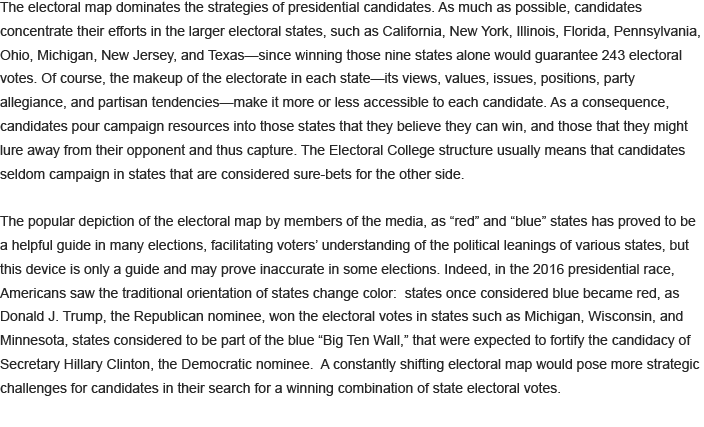 The electoral map dominates the strategies of presidential candidates. As much as possible, candidates
concentrate their efforts in the larger electoral states, such as California, New York, Illinois, Florida, Pennsylvania,
Ohio, Michigan, New Jersey, and Texas—since winning those nine states alone would guarantee 243 electoral
votes. Of course, the makeup of the electorate in each state—its views, values, issues, positions, party
allegiance, and partisan tendencies—make it more or less accessible to each candidate. As a consequence,
candidates pour campaign resources into those states that they believe they can win, and those that they might
lure away from their opponent and thus capture. The Electoral College structure usually means that candidates
seldom campaign in states that are considered sure-bets for the other side.
The popular depiction of the electoral map by members of the media, as “red” and “blue” states has proved to be
a helpful guide in many elections, facilitating voters’ understanding of the political leanings of various states, but
this device is only a guide and may prove inaccurate in some elections. Indeed, in the 2016 presidential race,
Americans saw the traditional orientation of states change color:  states once considered blue became red, as
Donald J. Trump, the Republican nominee, won the electoral votes in states such as Michigan, Wisconsin, and
Minnesota, states considered to be part of the blue “Big Ten Wall,” that were expected to fortify the candidacy of
Secretary Hillary Clinton, the Democratic nominee.  A constantly shifting electoral map would pose more strategic
challenges for candidates in their search for a winning combination of state electoral votes.